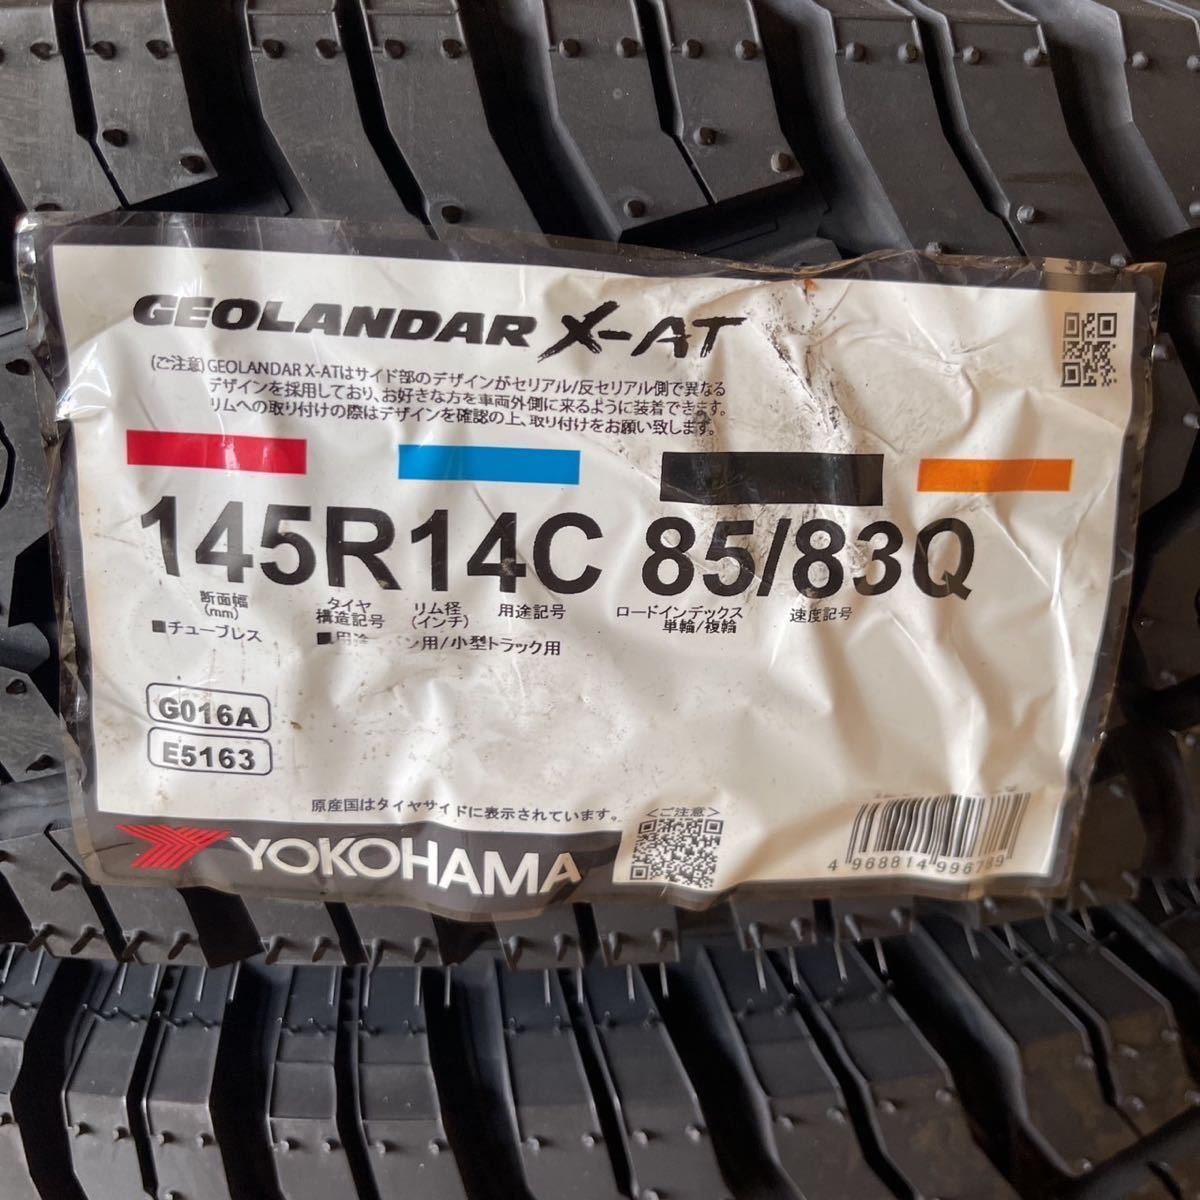 GEOLANDAR X-AT
(ご注意) GEOLANDAR X-ATはサイド部のデザインがセリアル/反セリアル側で異なる
デザインを採用しており、お好きな方を車両外側に来るように装着できます。
リムへの取り付けの際はデザインを確認の上、取り付けをお願い致します。
145R14C 85/83Q
断面幅 (mm)
タイヤ 構造記号
リム径 (インチ)
用途記号
ロードインデックス 単輪/複輪
速度記号
■チューブレス
■用途 ン用/小型トラック用
G016A
E5163
原産国はタイヤサイドに表示されています。
<ご注意>
YOKOHAMA
4 968814 996789